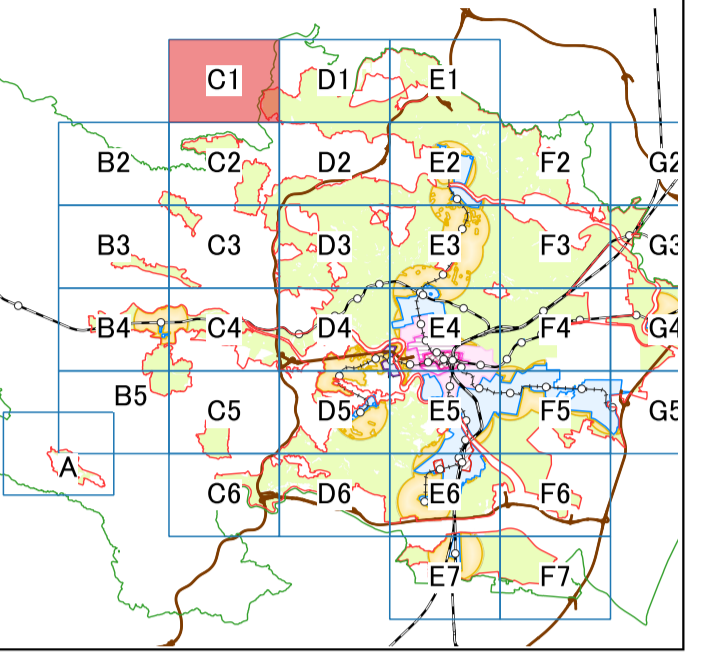 C1 D1 E1
B2 C2 D2 E2 F2 G2
B3 C3 D3 E3 F3 G3
B4 C4 D4 E4 F4 G4
B5 C5 D5 E5 F5 G5
A C6 D6 E6 F6
E7 F7